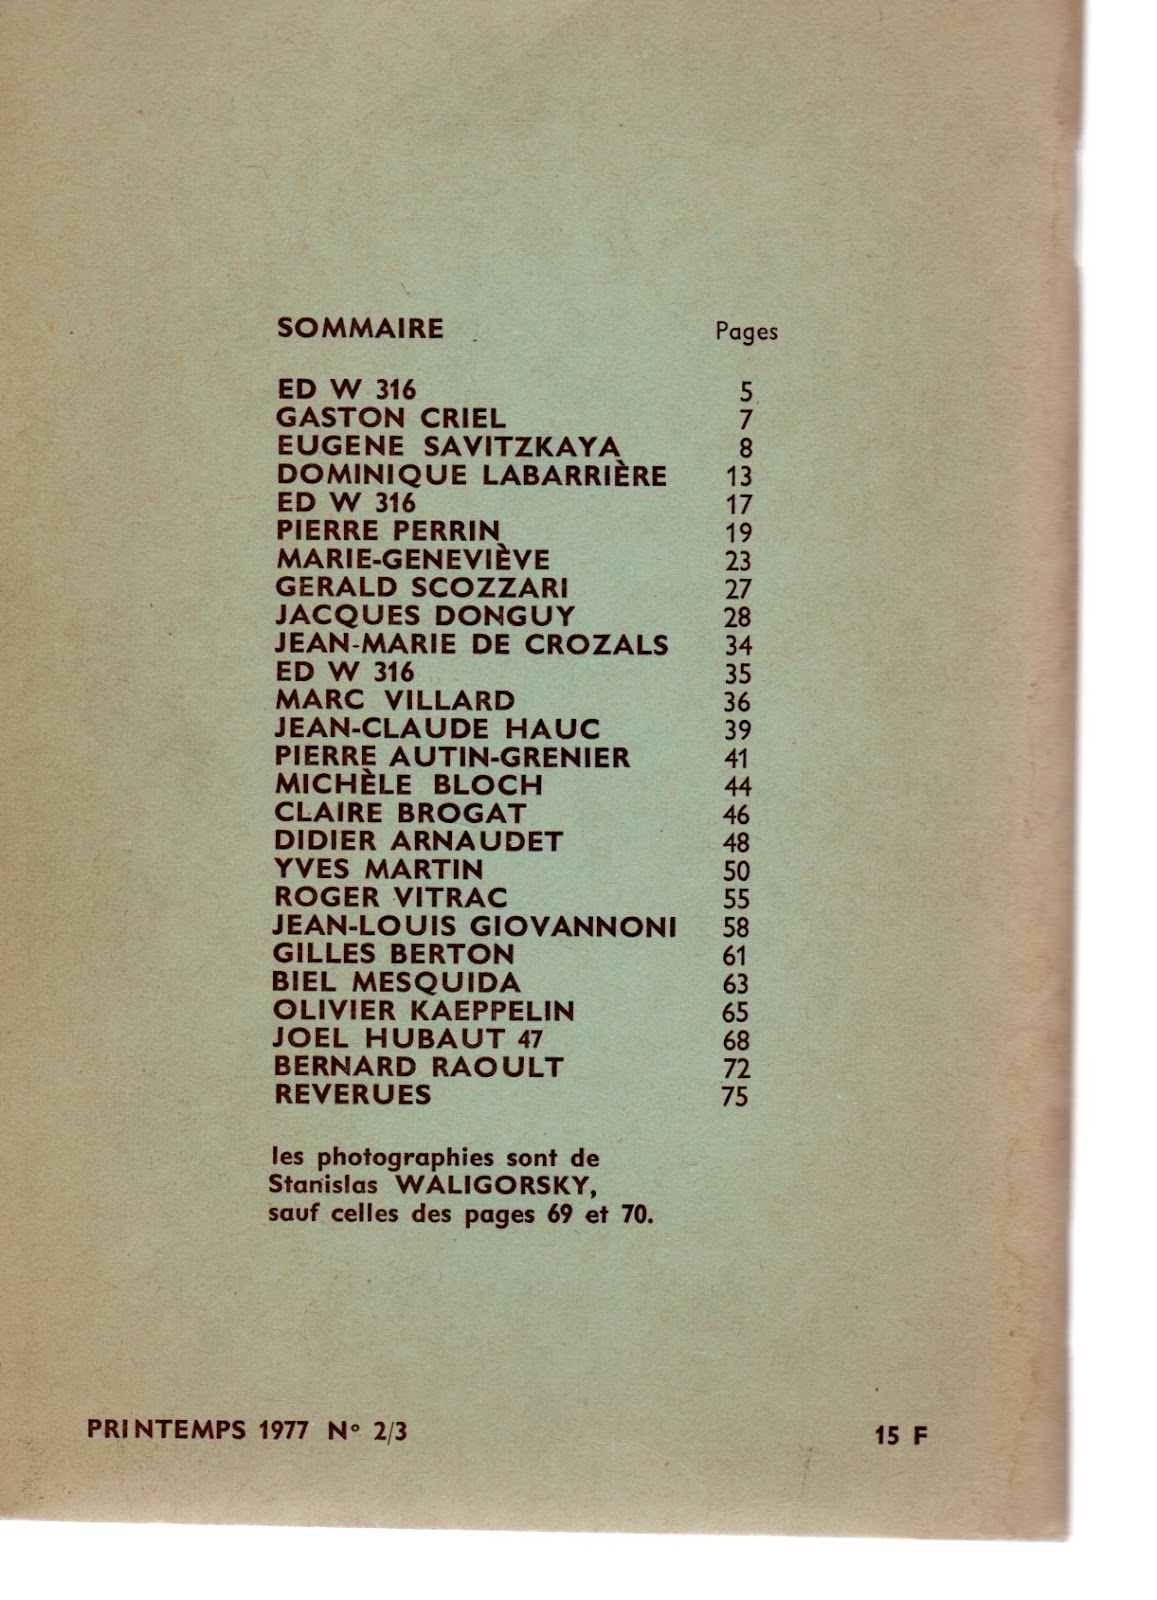 SOMMAIRE Pages
ED W 316 5
GASTON CRIEL 7
EUGENE SAVITZKAYA 8
DOMINIQUE LABARRIÈRE 13
ED W 316 17
PIERRE PERRIN 19
MARIE-GENEVIÈVE 23
GERALD SCOZZARI 27
JACQUES DONGUY 28
JEAN-MARIE DE CROZALS 34
ED W 316 35
MARC VILLARD 36
JEAN-CLAUDE HAUC 39
PIERRE AUTIN-GRENIER 41
MICHÈLE BLOCH 44
CLAIRE BROGAT 46
DIDIER ARNAUDET 48
YVES MARTIN 50
ROGER VITRAC 55
JEAN-LOUIS GIOVANNONI 58
GILLES BERTON 61
BIEL MESQUIDA 63
OLIVIER KAEPPELIN 65
JOEL HUBAUT 47 68
BERNARD RAOULT 72
REVERUES 75
les photographies sont de
Stanislas WALIGORSKY,
sauf celles des pages 69 et 70.
PRINTEMPS 1977 N° 2/3 15 F